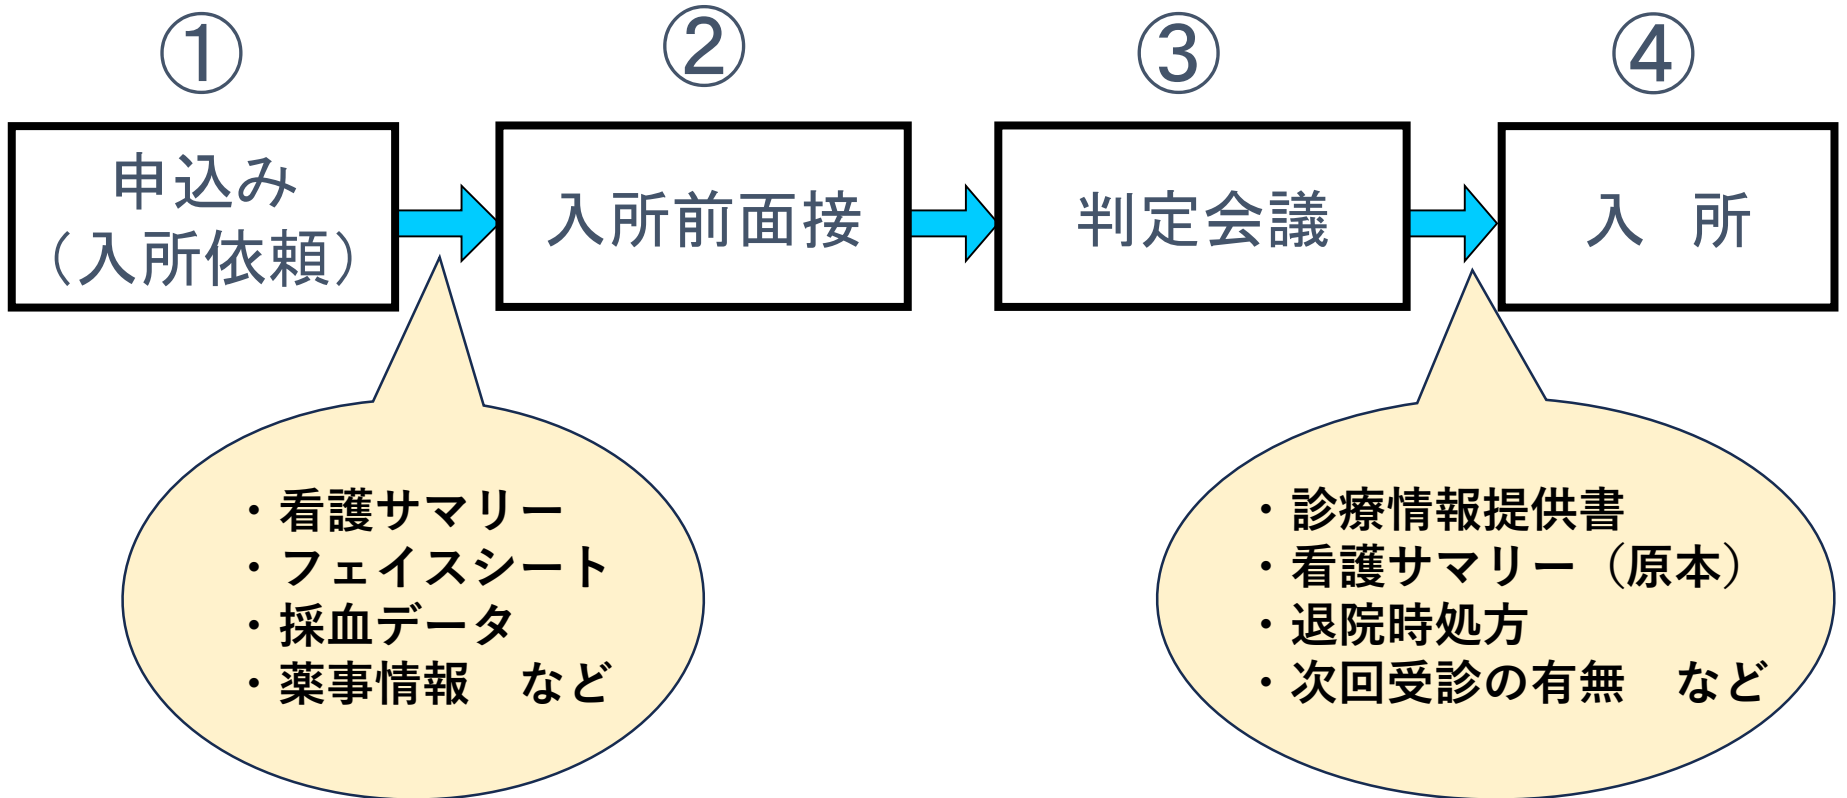 ①
②
③
④
申込み
（入所依頼）
入所前面接
判定会議
入　所
・看護サマリー
・フェイスシート
・採血データ
・薬事情報　など
・診療情報提供書
・看護サマリー（原本）
・退院時処方
・次回受診の有無　など